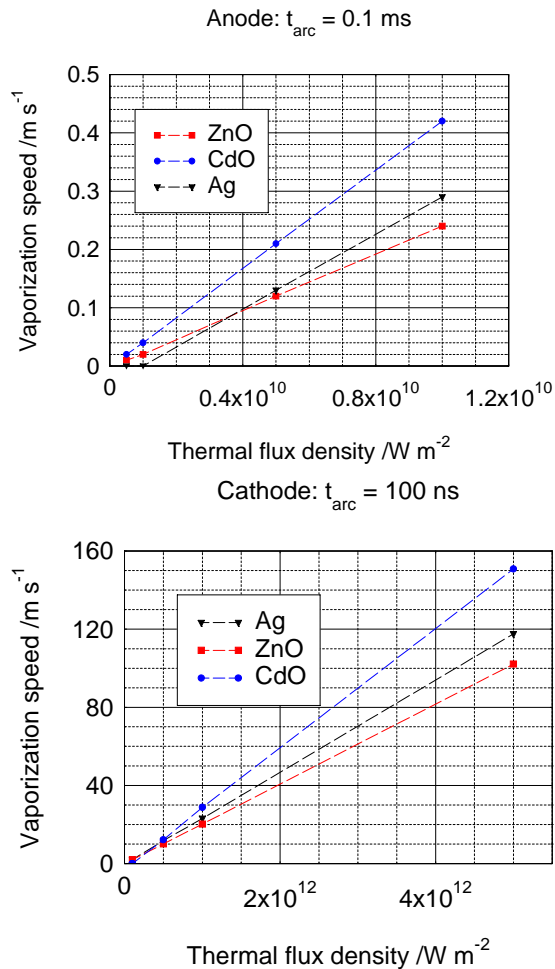 Anode: t_arc = 0.1 ms
Vaporization speed /m s⁻¹
0.5
0.4
0.3
0.2
0.1
0
ZnO
CdO
Ag
0 0.4x10¹⁰ 0.8x10¹⁰ 1.2x10¹⁰
Thermal flux density /W m⁻²
Cathode: t_arc = 100 ns
Vaporization speed /m s⁻¹
160
120
80
40
0
Ag
ZnO
CdO
0 2x10¹² 4x10¹²
Thermal flux density /W m⁻²